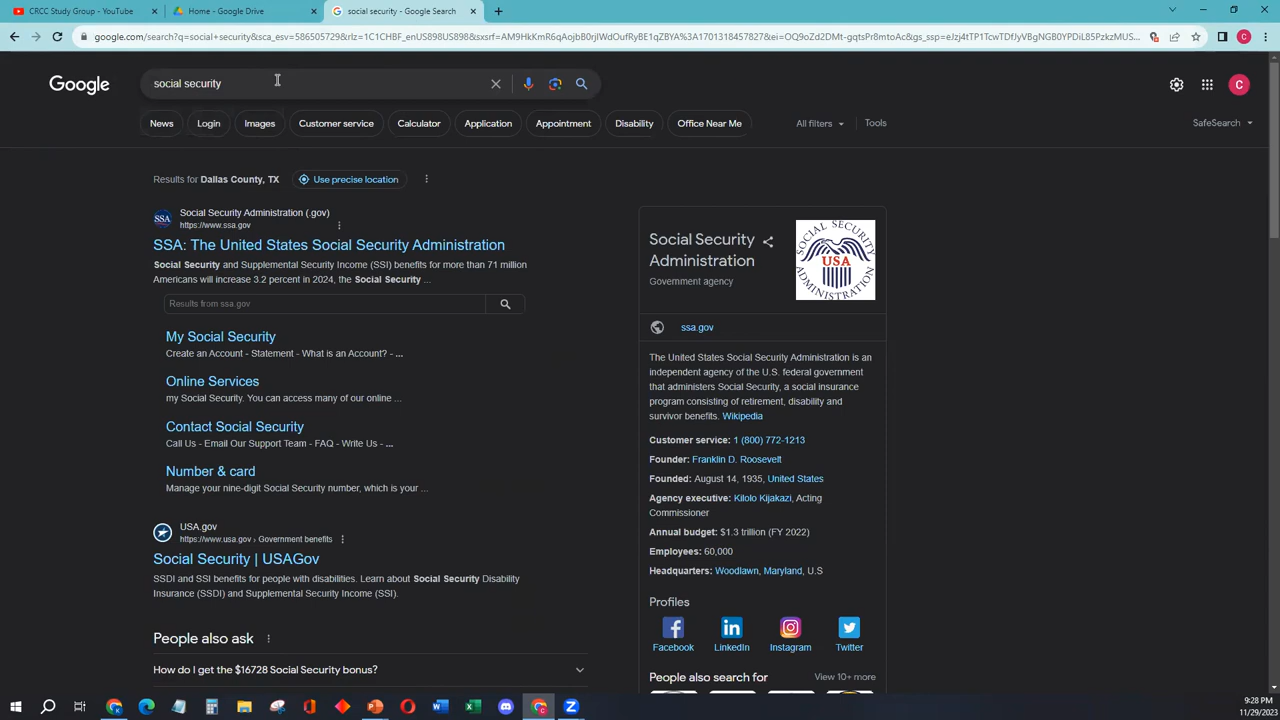 CRCC Study Group - YouTube
Home - Google Drive
social security - Google Search
Google
social security
News
Login
Images
Customer service
Calculator
Application
Appointment
Disability
Office Near Me
All filters
Tools
SafeSearch
C
Results for Dallas County, TX
Use precise location
SSA
Social Security Administration (.gov)
https://www.ssa.gov
SSA: The United States Social Security Administration
Social Security and Supplemental Security Income (SSI) benefits for more than 71 million
Americans will increase 3.2 percent in 2024, the Social Security ...
Results from ssa.gov
My Social Security
Create an Account - Statement - What is an Account? - ...
Online Services
my Social Security. You can access many of our online ...
Contact Social Security
Call Us - Email Our Support Team - FAQ - Write Us - ...
Number & card
Manage your nine-digit Social Security number, which is your ...
USA.gov
https://www.usa.gov › Government benefits
Social Security | USAGov
SSDI and SSI benefits for people with disabilities. Learn about Social Security Disability
Insurance (SSDI) and Supplemental Security Income (SSI).
People also ask
How do I get the $16728 Social Security bonus?
Social Security
Administration
Government agency
SOCIAL SECURITY
USA
ADMINISTRATION
ssa.gov
The United States Social Security Administration is an
independent agency of the U.S. federal government
that administers Social Security, a social insurance
program consisting of retirement, disability and
survivor benefits. Wikipedia
Customer service: 1 (800) 772-1213
Founder: Franklin D. Roosevelt
Founded: August 14, 1935, United States
Agency executive: Kilolo Kijakazi, Acting
Commissioner
Annual budget: $1.3 trillion (FY 2022)
Employees: 60,000
Headquarters: Woodlawn, Maryland, U.S
Profiles
Facebook
LinkedIn
Instagram
Twitter
People also search for
View 10+ more
9:28 PM
11/29/2023